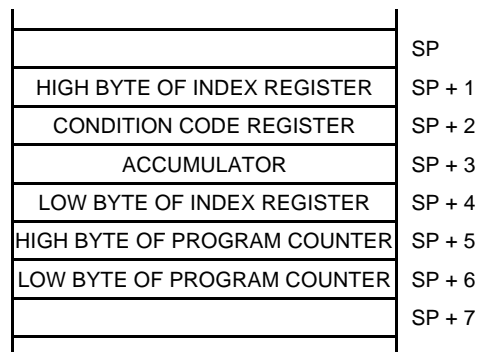 SP
HIGH BYTE OF INDEX REGISTER SP + 1
CONDITION CODE REGISTER SP + 2
ACCUMULATOR SP + 3
LOW BYTE OF INDEX REGISTER SP + 4
HIGH BYTE OF PROGRAM COUNTER SP + 5
LOW BYTE OF PROGRAM COUNTER SP + 6
SP + 7